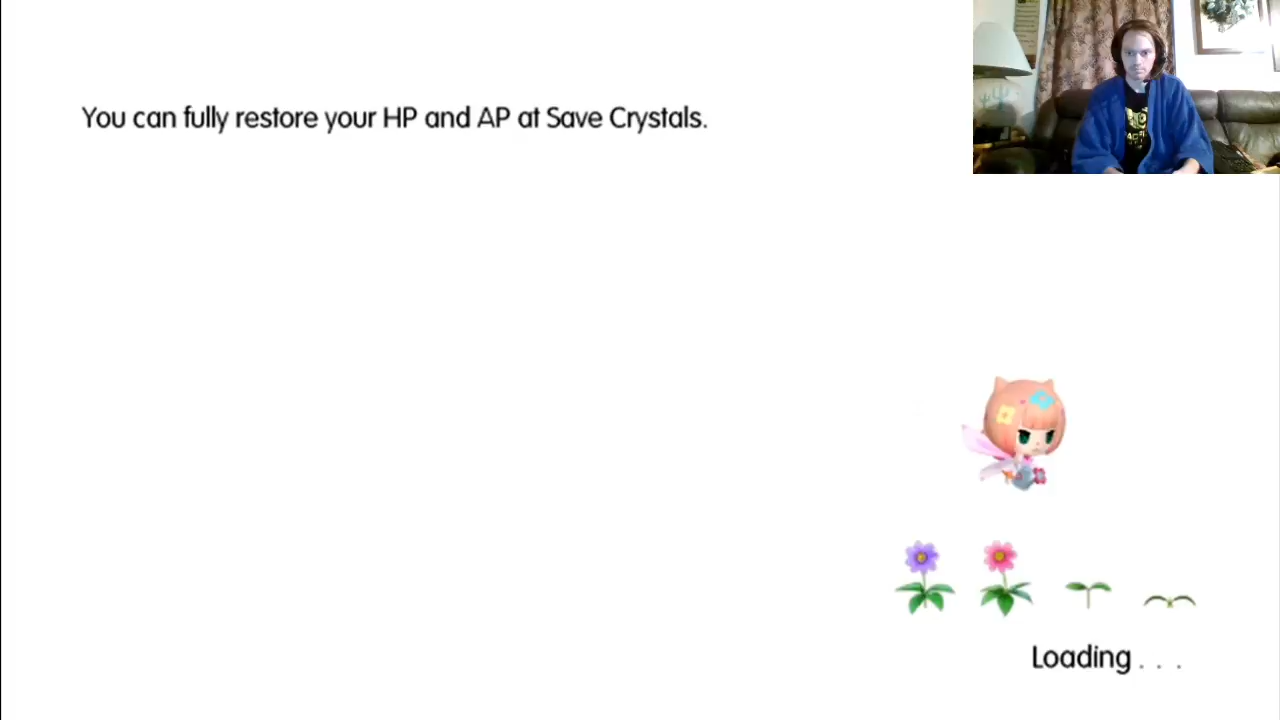 You can fully restore your HP and AP at Save Crystals.
Loading . . .